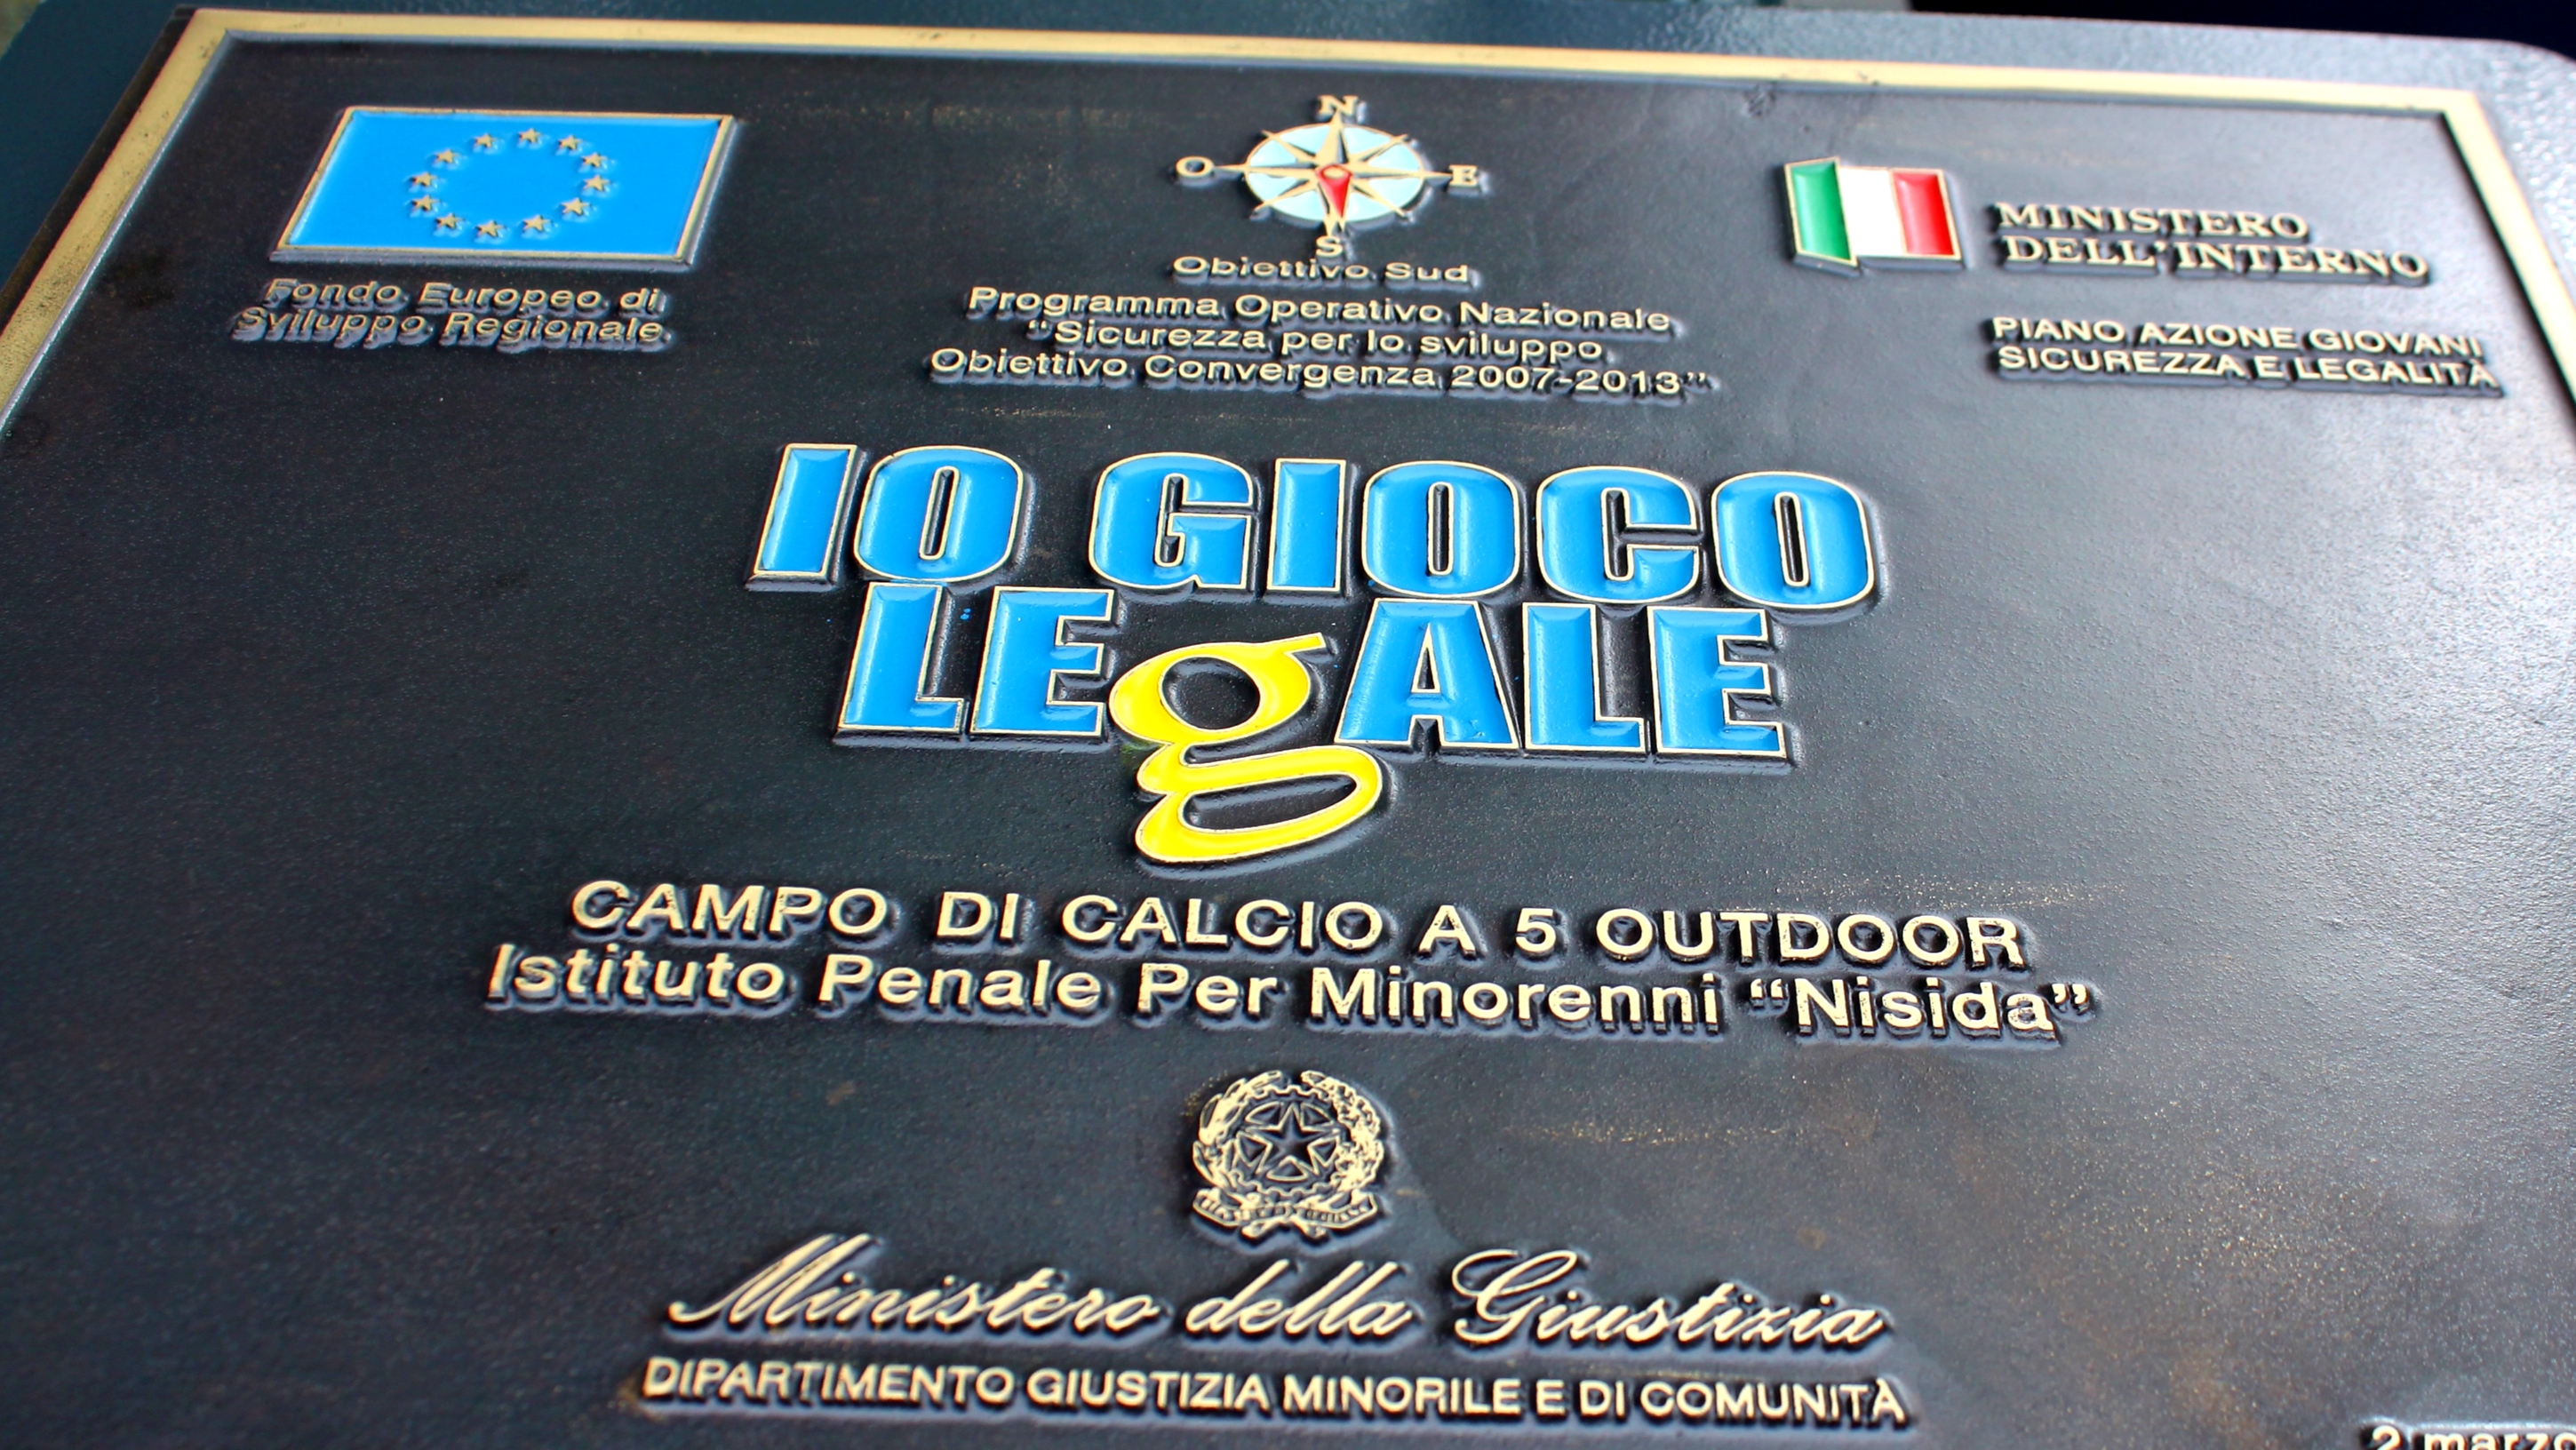 Fondo Europeo di
Sviluppo Regionale
N
O E
S
Obiettivo Sud
Programma Operativo Nazionale
“Sicurezza per lo sviluppo
Obiettivo Convergenza 2007-2013”
MINISTERO
DELL'INTERNO
PIANO AZIONE GIOVANI
SICUREZZA E LEGALITÀ
IO GIOCO
LEgALE
CAMPO DI CALCIO A 5 OUTDOOR
Istituto Penale Per Minorenni “Nisida”
Ministero della Giustizia
DIPARTIMENTO GIUSTIZIA MINORILE E DI COMUNITÀ
2 marzo